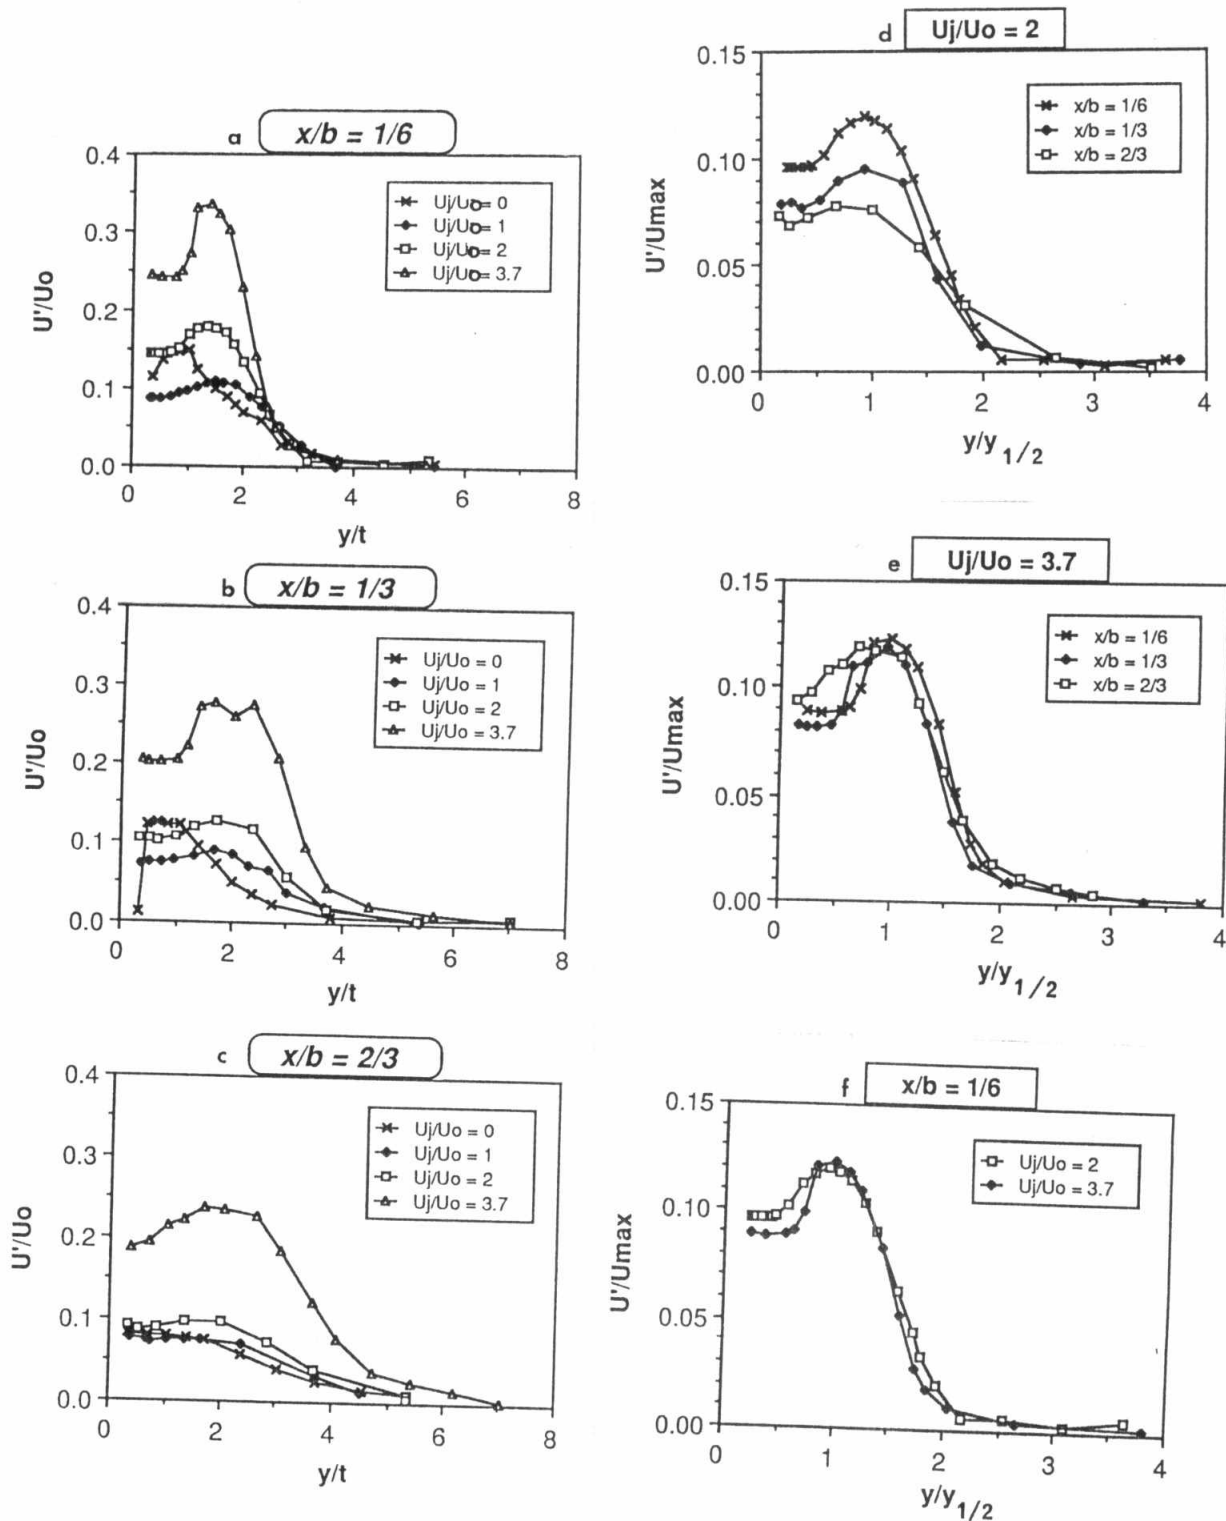 a x/b = 1/6
0.4
0.3
0.2
0.1
0.0
U'/Uo
Uj/Uo= 0
Uj/Uo= 1
Uj/Uo= 2
Uj/Uo= 3.7
0 2 4 6 8
y/t
b x/b = 1/3
0.4
0.3
0.2
0.1
0.0
U'/Uo
Uj/Uo = 0
Uj/Uo = 1
Uj/Uo = 2
Uj/Uo = 3.7
0 2 4 6 8
y/t
c x/b = 2/3
0.4
0.3
0.2
0.1
0.0
U'/Uo
Uj/Uo = 0
Uj/Uo = 1
Uj/Uo = 2
Uj/Uo = 3.7
0 2 4 6 8
y/t
d Uj/Uo = 2
0.15
0.10
0.05
0.00
U'/Umax
x/b = 1/6
x/b = 1/3
x/b = 2/3
0 1 2 3 4
y/y1/2
e Uj/Uo = 3.7
0.15
0.10
0.05
0.00
U'/Umax
x/b = 1/6
x/b = 1/3
x/b = 2/3
0 1 2 3 4
y/y1/2
f x/b = 1/6
0.15
0.10
0.05
0.00
U'/Umax
Uj/Uo = 2
Uj/Uo = 3.7
0 1 2 3 4
y/y1/2